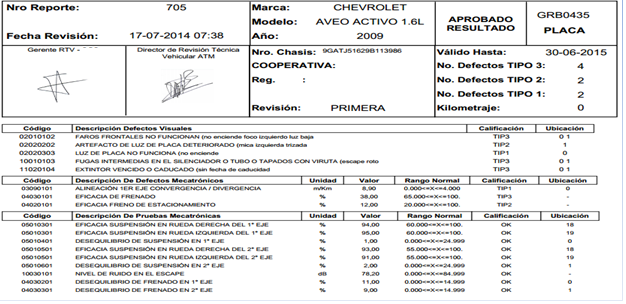 Nro Reporte: 705 Marca: CHEVROLET APROBADO RESULTADO GRB0435 PLACA
Modelo: AVEO ACTIVO 1.6L
Fecha Revisión: 17-07-2014 07:38 Año: 2009
Gerente RTV - Director de Revisión Técnica Vehicular ATM
Nro. Chasis: 9GATJ51629B113986 Válido Hasta: 30-06-2015
COOPERATIVA: No. Defectos TIPO 3: 4
Reg. : No. Defectos TIPO 2: 2
No. Defectos TIPO 1: 2
Revisión: PRIMERA Kilometraje: 0
Código Descripción Defectos Visuales Calificación Ubicación
02010102 FAROS FRONTALES NO FUNCIONAN (no enciende foco izquierdo luz baja TIP3 0 1
02020202 ARTEFACTO DE LUZ DE PLACA DETERIORADO (mica izquierda trizada TIP2 1
02020303 LUZ DE PLACA NO FUNCIONA (no enciende TIP1 0
10010103 FUGAS INTERMEDIAS EN EL SILENCIADOR O TUBO O TAPADOS CON VIRUTA (escape roto TIP3 0 1
11020104 EXTINTOR VENCIDO O CADUCADO (sin fecha de caducidad TIP3 0 1
Código Descripción De Defectos Mecatrónicos Unidad Valor Rango Normal Calificación Ubicación
03090101 ALINEACIÓN 1ER EJE CONVERGENCIA / DIVERGENCIA m/Km 8,90 0.000<=X<=4.000 TIP1 0
04030101 EFICACIA DE FRENADO % 38,00 65.000<=X<=100. TIP3 -
04020101 EFICACIA FRENO DE ESTACIONAMIENTO % 12,00 20.000<=X<=100. TIP2 -
Código Descripción De Pruebas Mecatrónicas Unidad Valor Rango Normal Calificación Ubicación
05010301 EFICACIA SUSPENSIÓN EN RUEDA DERECHA DEL 1° EJE % 94,00 60.000<=X<=100. OK 18
05010301 EFICACIA SUSPENSIÓN EN RUEDA IZQUIERDA DEL 1° EJE % 95,00 60.000<=X<=100. OK 19
05010401 DESEQUILIBRIO DE SUSPENSIÓN EN 1° EJE % 1,00 0.000<=X<=24.999 OK 0
05010501 EFICACIA SUSPENSIÓN EN RUEDA DERECHA DEL 2° EJE % 93,00 55.000<=X<=100. OK 18
05010501 EFICACIA SUSPENSIÓN EN RUEDA IZQUIERDA DEL 2° EJE % 91,00 55.000<=X<=100. OK 19
05010601 DESEQUILIBRIO DE SUSPENSIÓN EN 2° EJE % 2,00 0.000<=X<=24.999 OK 1
10030101 NIVEL DE RUIDO EN EL ESCAPE dB 78,20 0.000<=X<=84.999 OK -
04030201 DESEQUILIBRIO DE FRENADO EN 1° EJE % 11,00 0.000<=X<=14.999 OK 0
04030301 DESEQUILIBRIO DE FRENADO EN 2° EJE % 9,00 0.000<=X<=14.999 OK 1